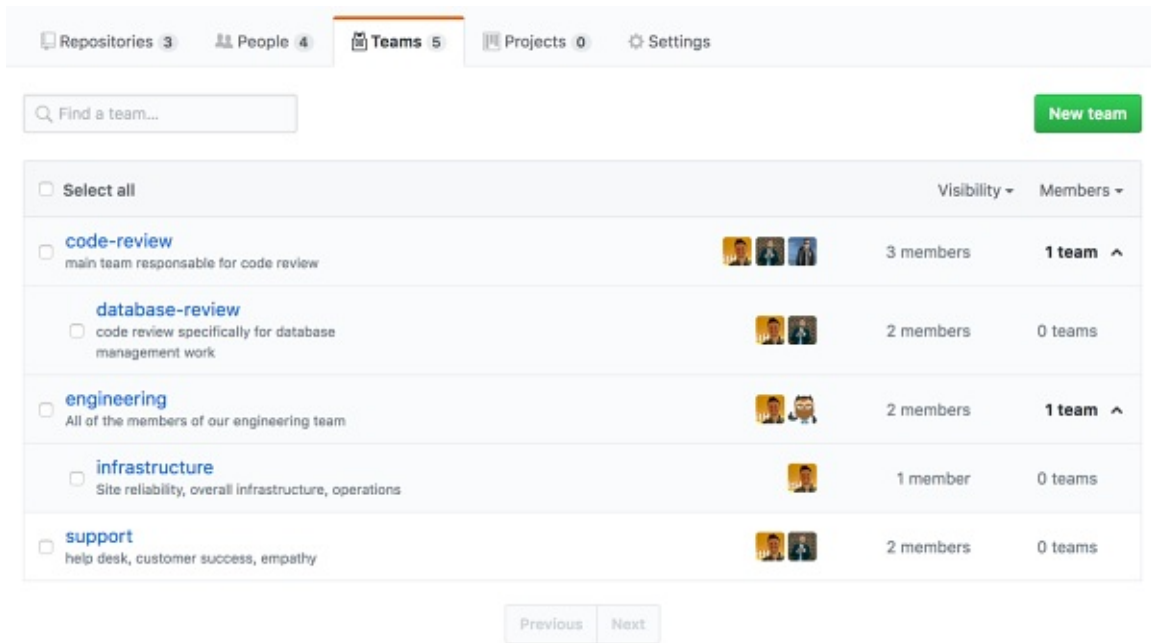 Repositories 3 People 4 Teams 5 Projects 0 Settings
Find a team...
New team
Select all
Visibility Members
code-review
main team responsable for code review
3 members 1 team
database-review
code review specifically for database
management work
2 members 0 teams
engineering
All of the members of our engineering team
2 members 1 team
infrastructure
Site reliability, overall infrastructure, operations
1 member 0 teams
support
help desk, customer success, empathy
2 members 0 teams
Previous Next